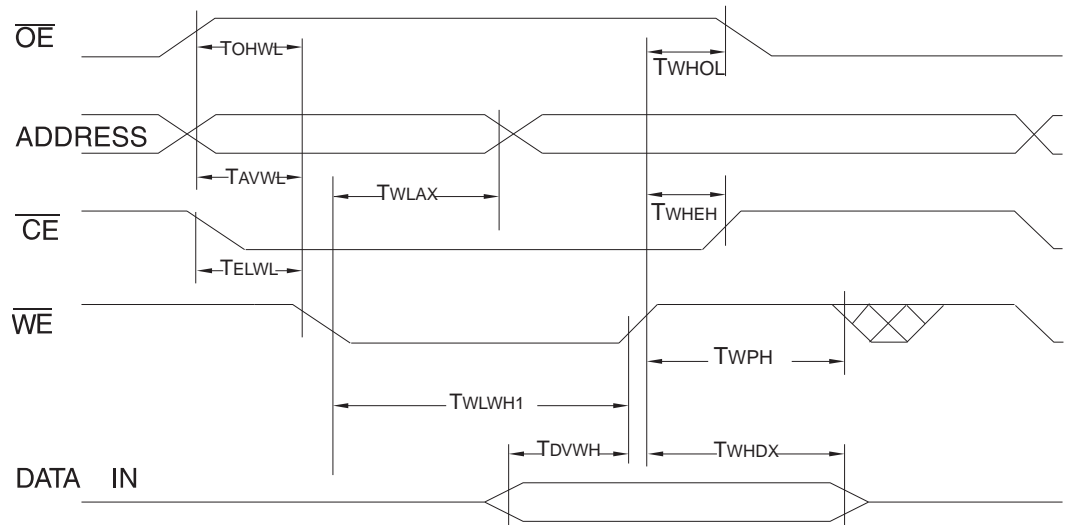 OE
TOHWL
TWHOL
ADDRESS
TAVWL
TWLAX
TWHEH
CE
TELWL
WE
TWPH
TWLWH1
TDVWH
TWHDX
DATA IN